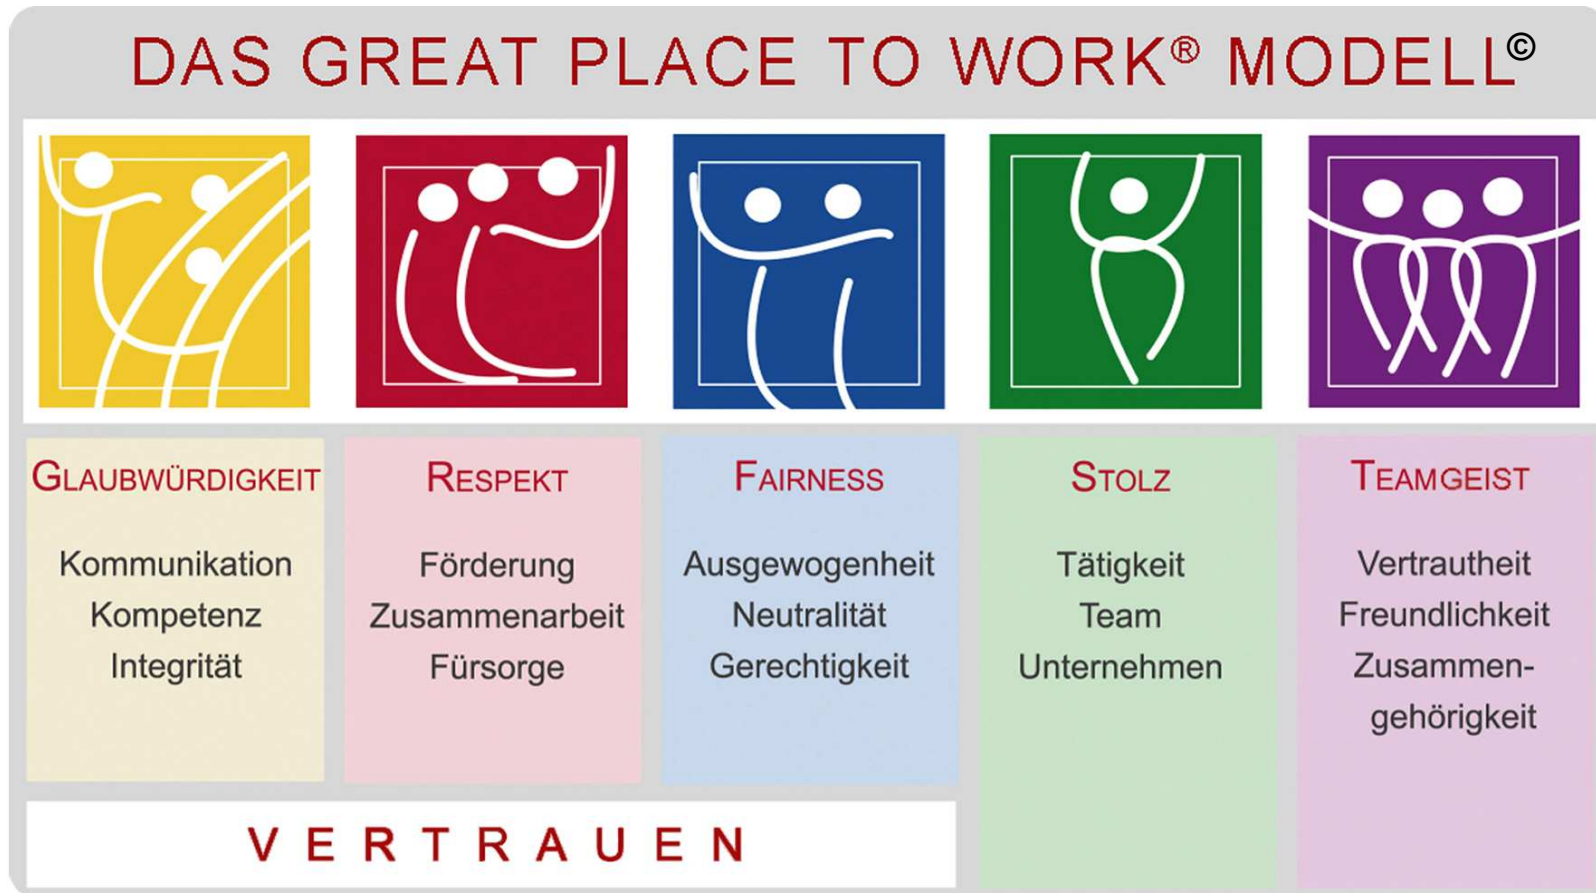 DAS GREAT PLACE TO WORK® MODELL©
GLAUBWÜRDIGKEIT
Kommunikation
Kompetenz
Integrität
RESPEKT
Förderung
Zusammenarbeit
Fürsorge
FAIRNESS
Ausgewogenheit
Neutralität
Gerechtigkeit
STOLZ
Tätigkeit
Team
Unternehmen
TEAMGEIST
Vertrautheit
Freundlichkeit
Zusammen-
gehörigkeit
VERTRAUEN